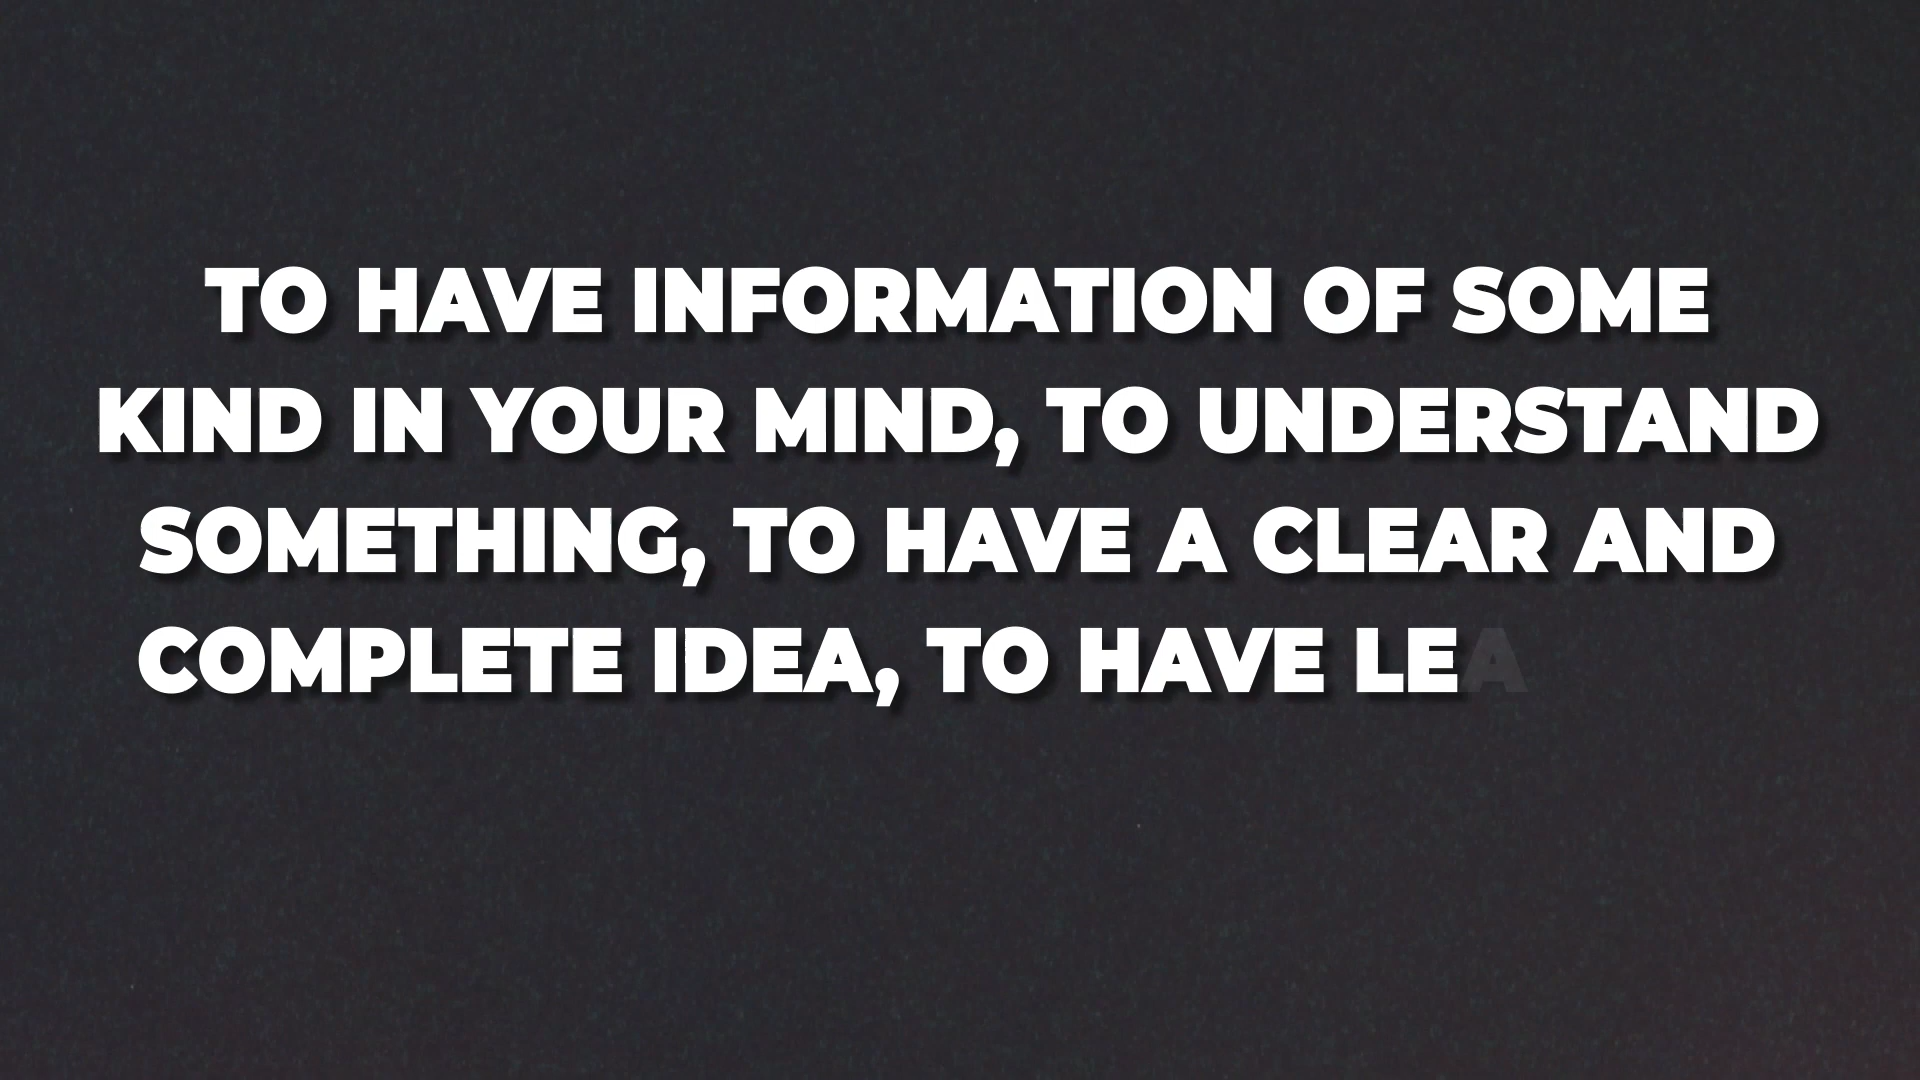 TO HAVE INFORMATION OF SOME
KIND IN YOUR MIND, TO UNDERSTAND
SOMETHING, TO HAVE A CLEAR AND
COMPLETE IDEA, TO HAVE LEA